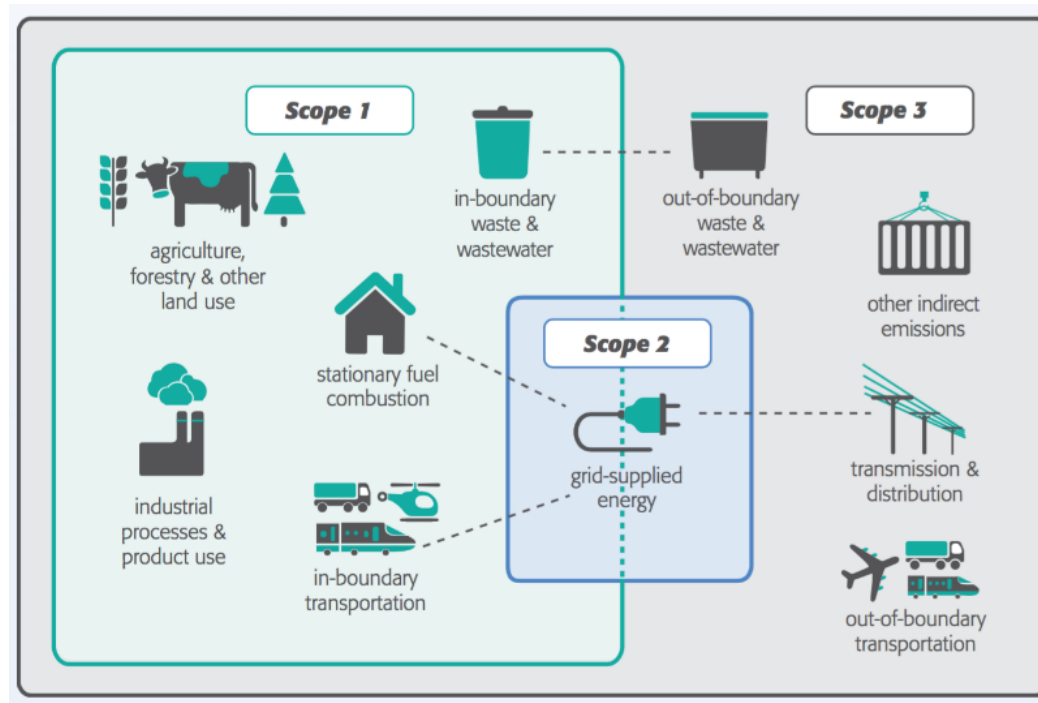 Scope 1
Scope 3
in-boundary
waste &
wastewater
out-of-boundary
waste &
wastewater
agriculture,
forestry & other
land use
other indirect
emissions
Scope 2
stationary fuel
combustion
grid-supplied
energy
transmission &
distribution
industrial
processes &
product use
in-boundary
transportation
out-of-boundary
transportation